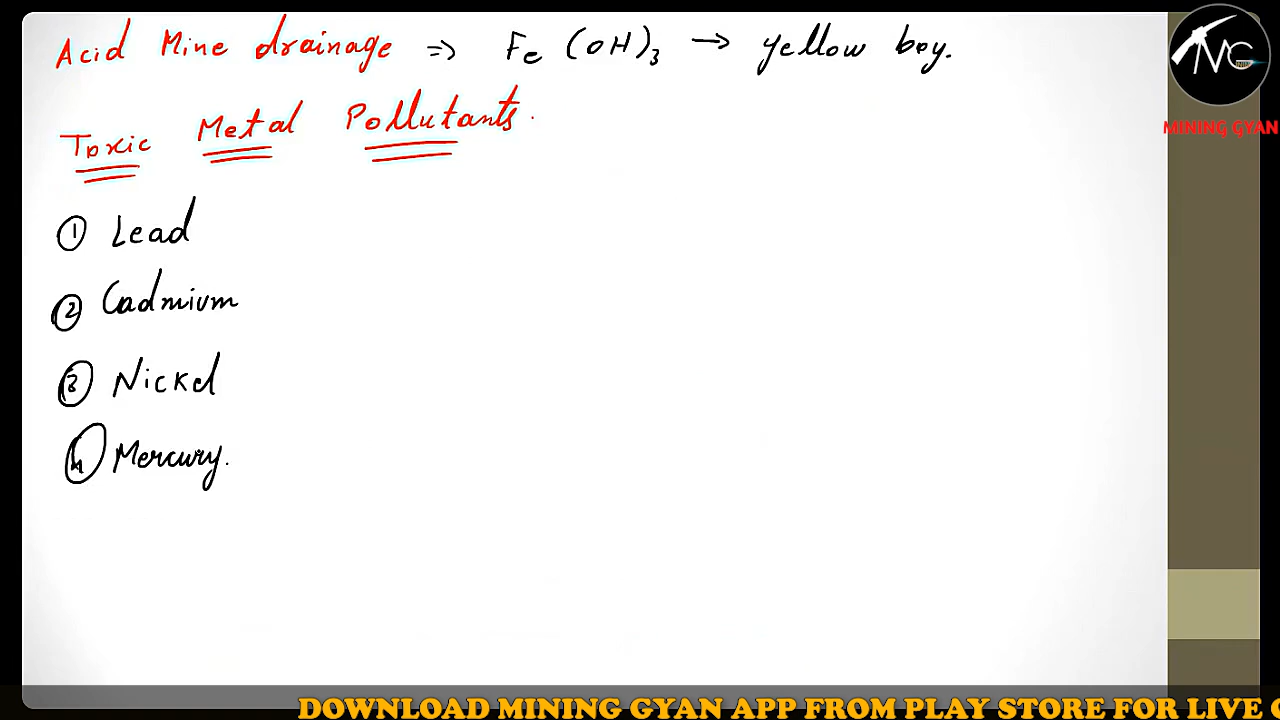 Acid Mine drainage ⇒ Fe (OH)₃ → yellow boy.
Toxic Metal Pollutants.
① Lead
② Cadmium
③ Nickel
④ Mercury.
MG
MINING GYAN
DOWNLOAD MINING GYAN APP FROM PLAY STORE FOR LIVE C